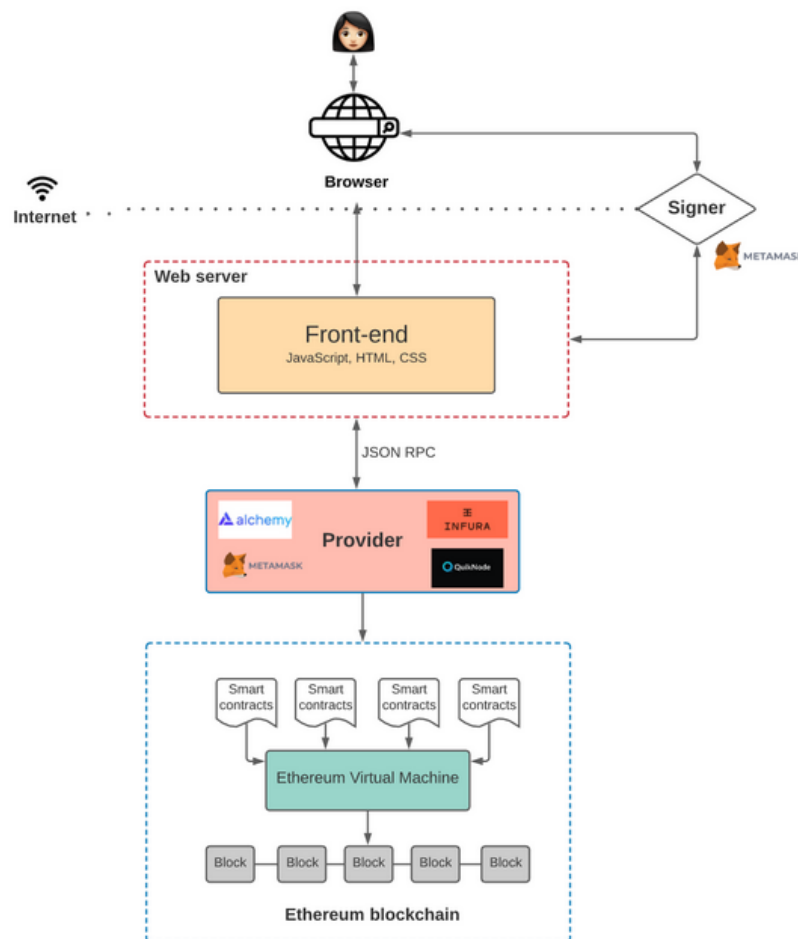 Browser
Internet
Signer
METAMASK
Web server
Front-end
JavaScript, HTML, CSS
JSON RPC
alchemy
INFURA
Provider
METAMASK
QuikNode
Smart contracts
Smart contracts
Smart contracts
Smart contracts
Ethereum Virtual Machine
Block
Block
Block
Block
Block
Ethereum blockchain